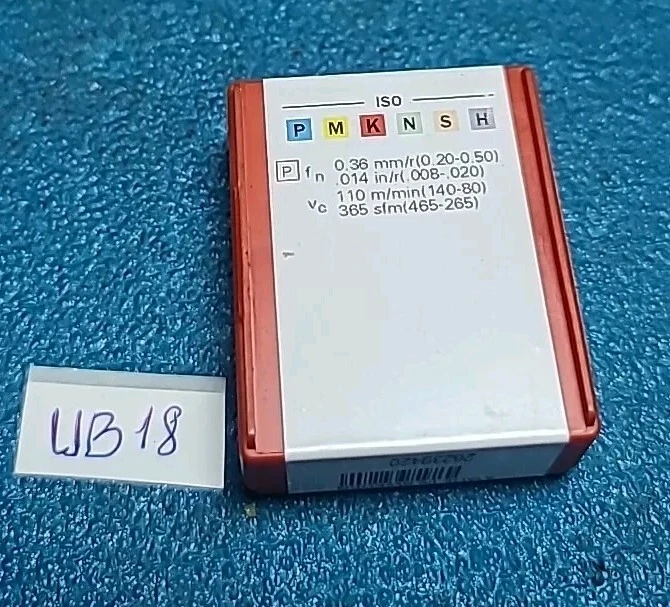 ISO
P M K N S H
P fn 0.36 mm/r(0.20-0.50)
.014 in/r(.008-.020)
vc 110 m/min(140-80)
365 sfm(465-265)
UB18